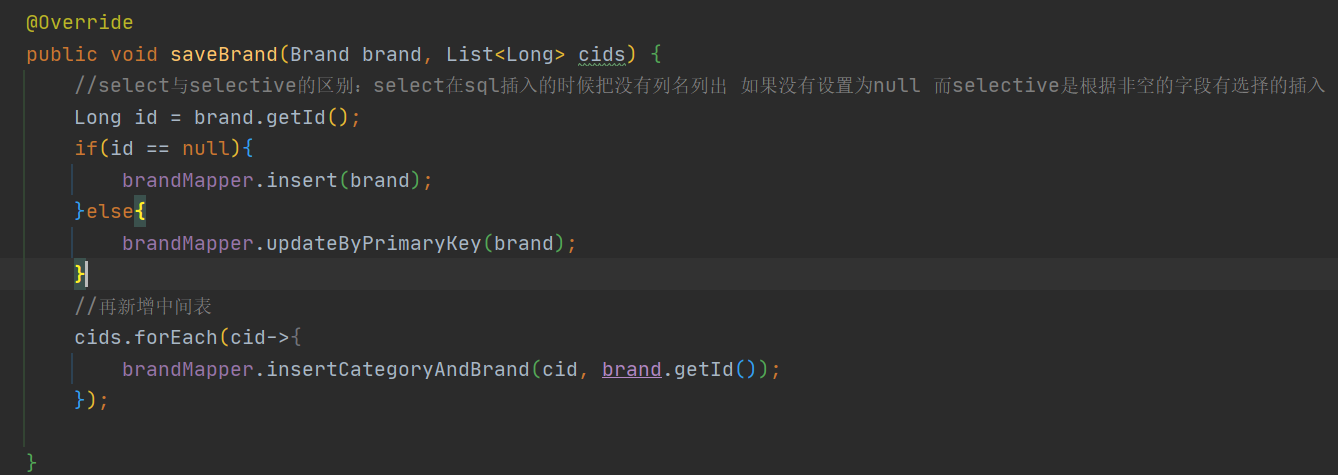 @Override
public void saveBrand(Brand brand, List<Long> cids) {
//select与selective的区别：select在sql插入的时候把没有列名列出 如果没有设置为null 而selective是根据非空的字段有选择的插入
Long id = brand.getId();
if(id == null){
brandMapper.insert(brand);
}else{
brandMapper.updateByPrimaryKey(brand);
}
//再新增中间表
cids.forEach(cid->{
brandMapper.insertCategoryAndBrand(cid, brand.getId());
});
}